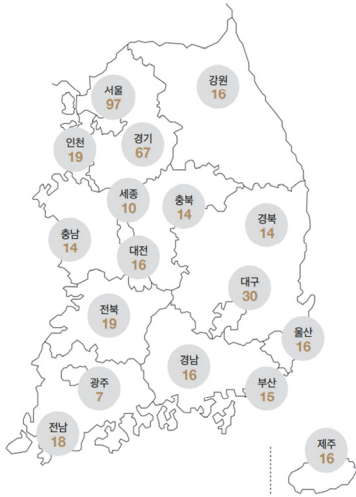 강원
16
서울
97
인천
19
경기
67
세종
10
충북
14
경북
14
충남
14
대전
16
대구
30
전북
19
울산
16
경남
16
광주
7
부산
15
전남
18
제주
16